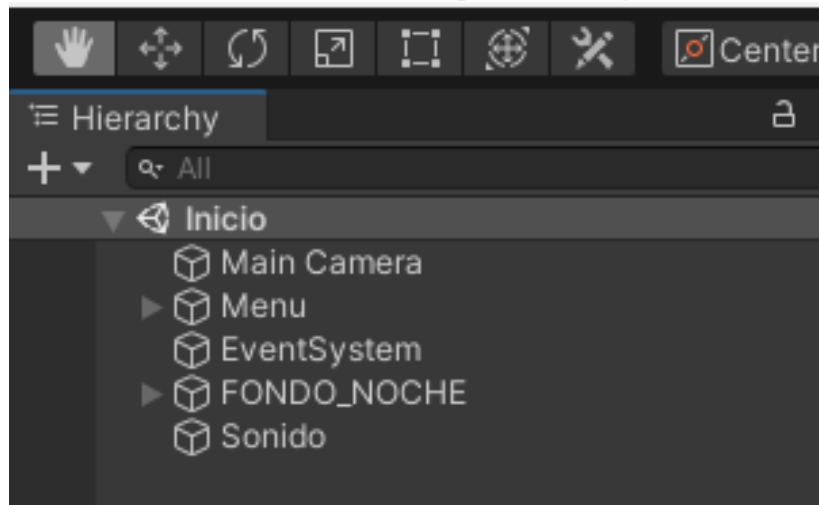 Center
Hierarchy
All
Inicio
Main Camera
Menu
EventSystem
FONDO_NOCHE
Sonido